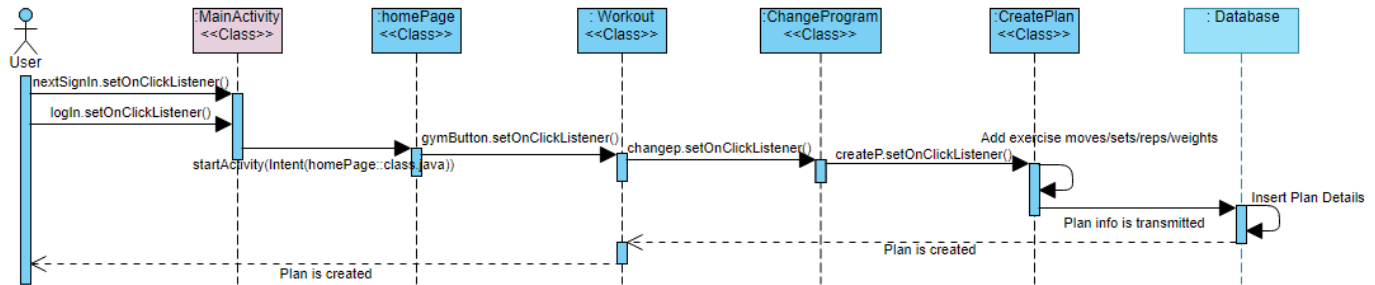 :MainActivity
<<Class>>
:homePage
<<Class>>
: Workout
<<Class>>
:ChangeProgram
<<Class>>
:CreatePlan
<<Class>>
: Database
User
nextSignIn.setOnClickListener()
logIn.setOnClickListener()
startActivity(Intent(homePage::class.java))
gymButton.setOnClickListener()
changep.setOnClickListener()
createP.setOnClickListener()
Add exercise moves/sets/reps/weights
Insert Plan Details
Plan info is transmitted
Plan is created
Plan is created